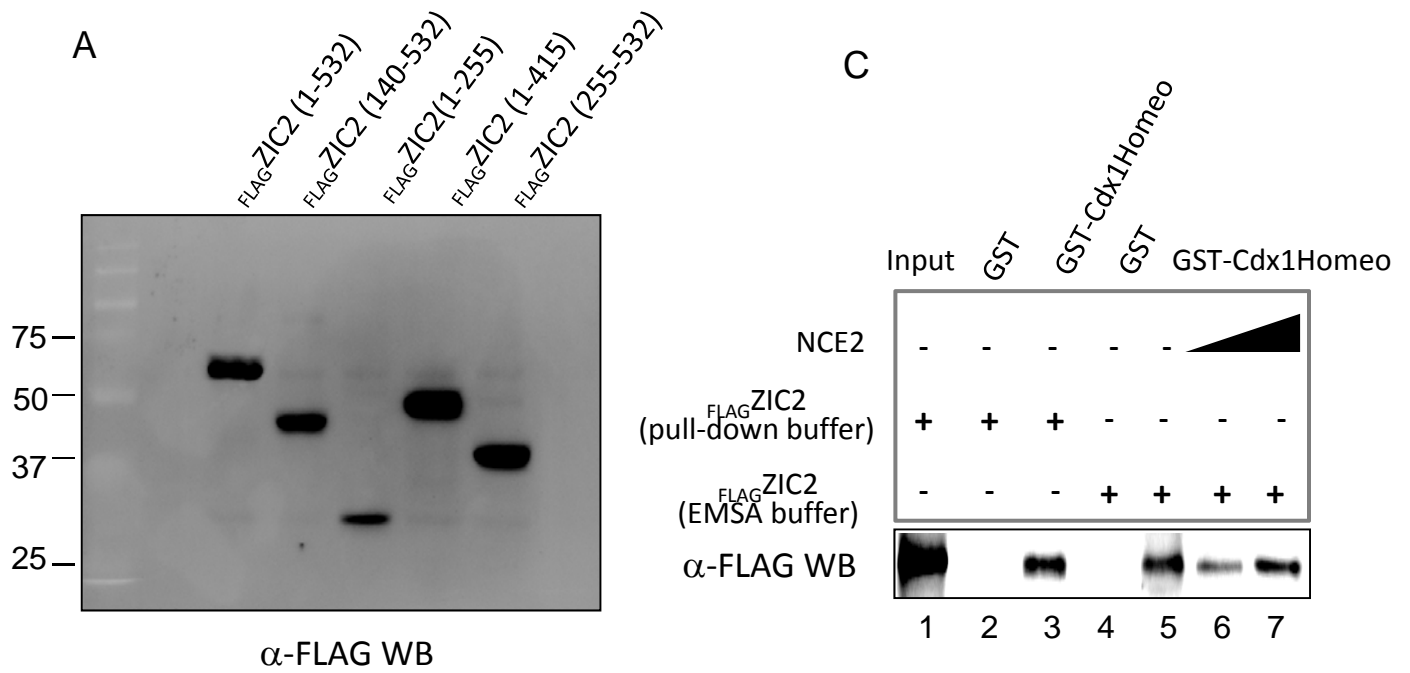 A
FLAGZIC2 (1-532)
FLAGZIC2 (140-532)
FLAGZIC2(1-255)
FLAGZIC2 (1-415)
FLAGZIC2 (255-532)
75
50
37
25
α-FLAG WB
C
Input
GST
GST-Cdx1Homeo
GST
GST-Cdx1Homeo
NCE2 - - - - -
FLAGZIC2
(pull-down buffer) + + + - - - -
FLAGZIC2
(EMSA buffer) - - - + + + +
α-FLAG WB
1 2 3 4 5 6 7